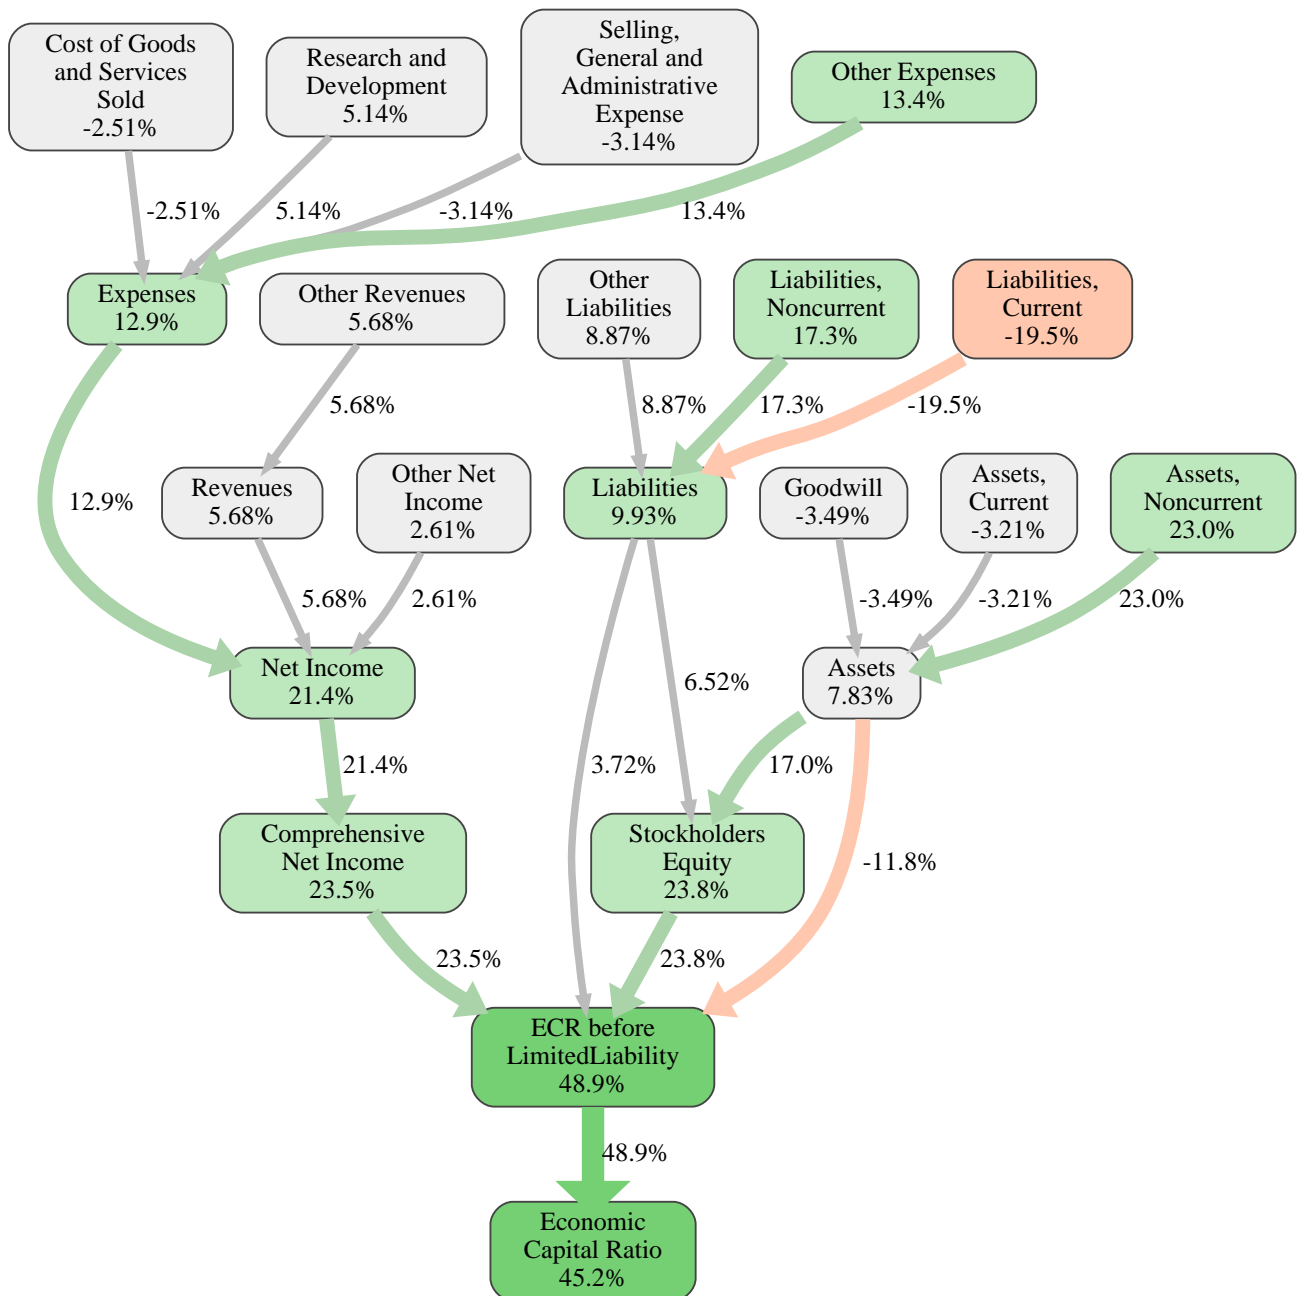 Cost of Goods
and Services
Sold
-2.51%
Research and
Development
5.14%
Selling,
General and
Administrative
Expense
-3.14%
Other Expenses
13.4%
-2.51%
5.14%
-3.14%
13.4%
Expenses
12.9%
Other Revenues
5.68%
Other
Liabilities
8.87%
Liabilities,
Noncurrent
17.3%
Liabilities,
Current
-19.5%
5.68%
8.87%
17.3%
-19.5%
12.9%
Revenues
5.68%
Other Net
Income
2.61%
Liabilities
9.93%
Goodwill
-3.49%
Assets,
Current
-3.21%
Assets,
Noncurrent
23.0%
5.68%
2.61%
-3.49%
-3.21%
23.0%
Net Income
21.4%
6.52%
Assets
7.83%
21.4%
3.72%
17.0%
Comprehensive
Net Income
23.5%
Stockholders
Equity
23.8%
-11.8%
23.5%
23.8%
ECR before
LimitedLiability
48.9%
48.9%
Economic
Capital Ratio
45.2%